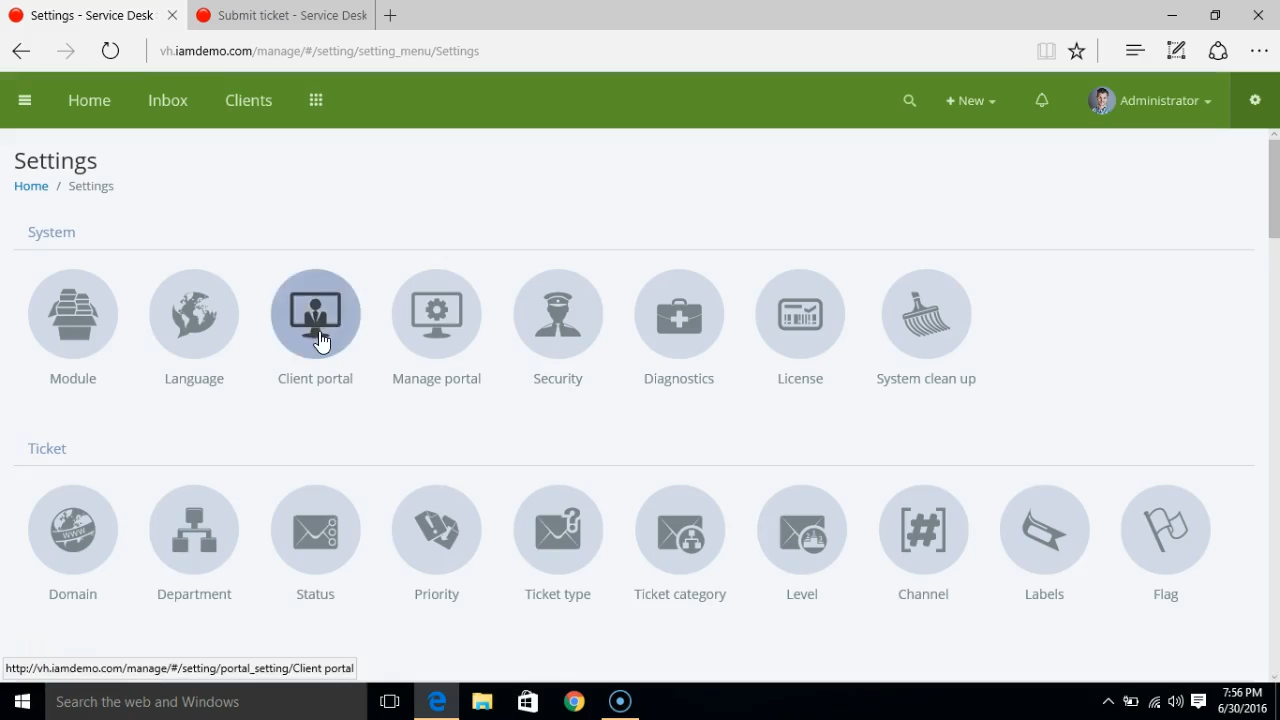 Settings - Service Desk
Submit ticket - Service Desk
vh.iamdemo.com/manage/#/setting/setting_menu/Settings
Home Inbox Clients + New Administrator
Settings
Home / Settings
System
Module Language Client portal Manage portal Security Diagnostics License System clean up
Ticket
WWW
Domain Department Status Priority Ticket type Ticket category Level Channel Labels Flag
http://vh.iamdemo.com/manage/#/setting/portal_setting/Client portal
Search the web and Windows
7:56 PM
6/30/2016